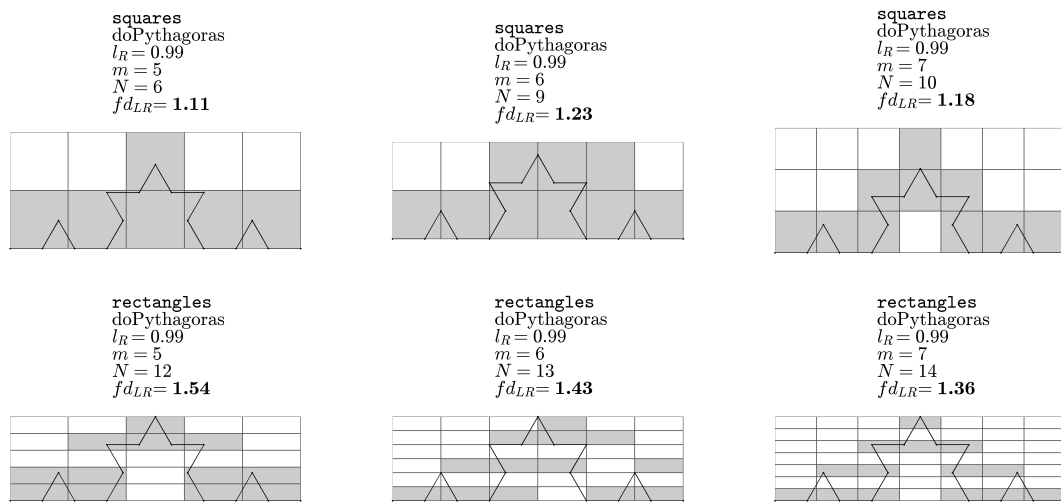 squares
doPythagoras
l_R = 0.99
m = 5
N = 6
fd_LR = 1.11
squares
doPythagoras
l_R = 0.99
m = 6
N = 9
fd_LR = 1.23
squares
doPythagoras
l_R = 0.99
m = 7
N = 10
fd_LR = 1.18
rectangles
doPythagoras
l_R = 0.99
m = 5
N = 12
fd_LR = 1.54
rectangles
doPythagoras
l_R = 0.99
m = 6
N = 13
fd_LR = 1.43
rectangles
doPythagoras
l_R = 0.99
m = 7
N = 14
fd_LR = 1.36